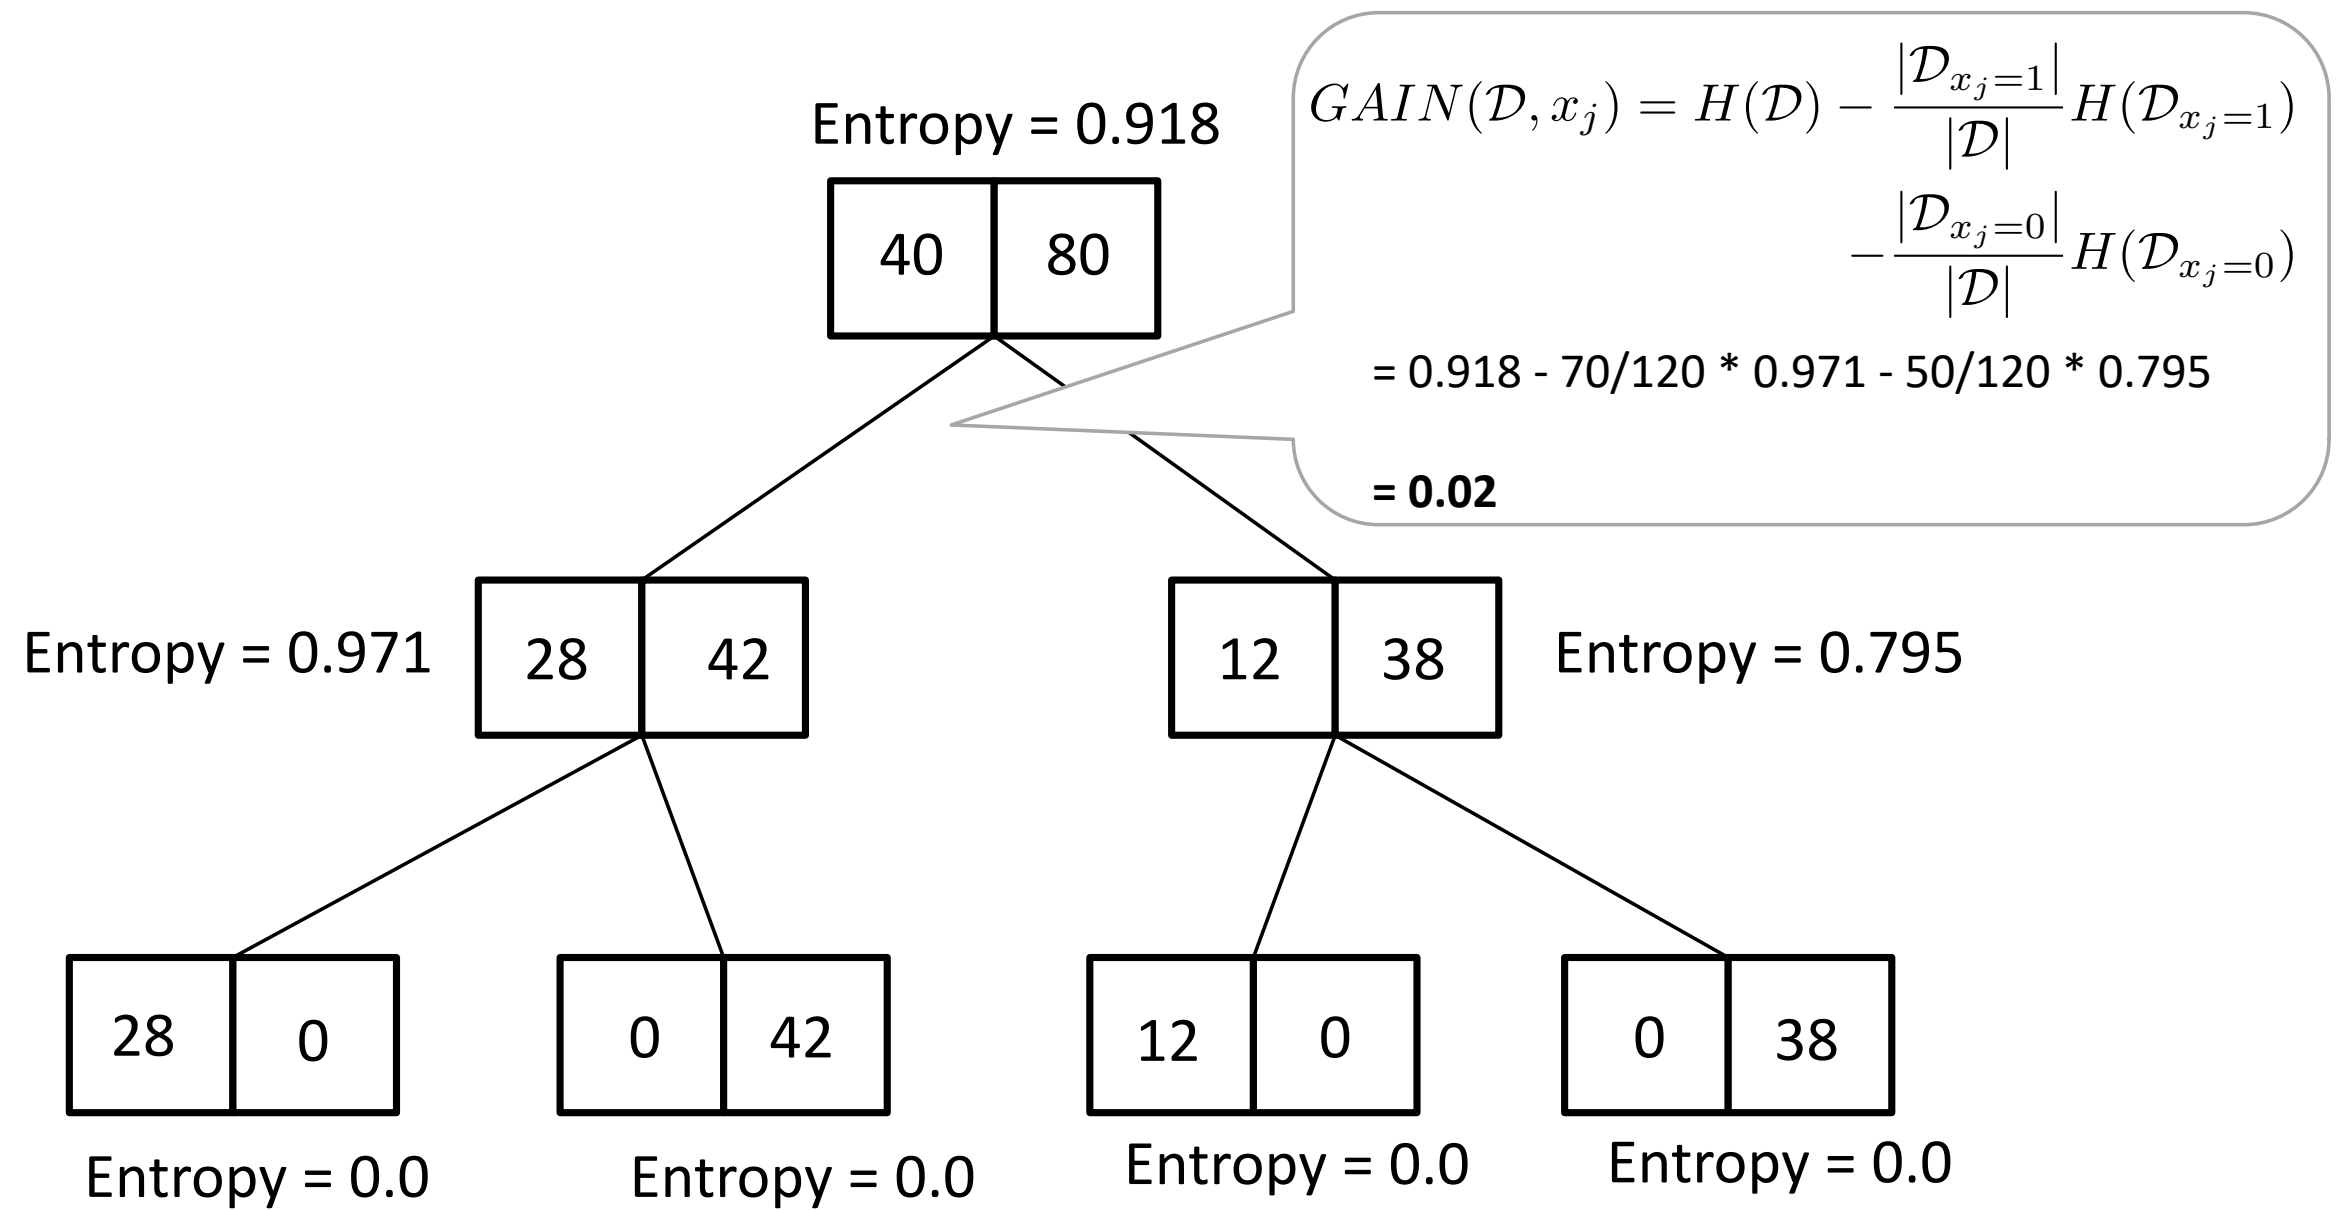 Entropy = 0.918
40 80
GAIN(𝒟, x_j) = H(𝒟) − |𝒟_{x_j=1}|/|𝒟| H(𝒟_{x_j=1})
− |𝒟_{x_j=0}|/|𝒟| H(𝒟_{x_j=0})
= 0.918 - 70/120 * 0.971 - 50/120 * 0.795
= 0.02
Entropy = 0.971
28 42
12 38
Entropy = 0.795
28 0
0 42
12 0
0 38
Entropy = 0.0
Entropy = 0.0
Entropy = 0.0
Entropy = 0.0